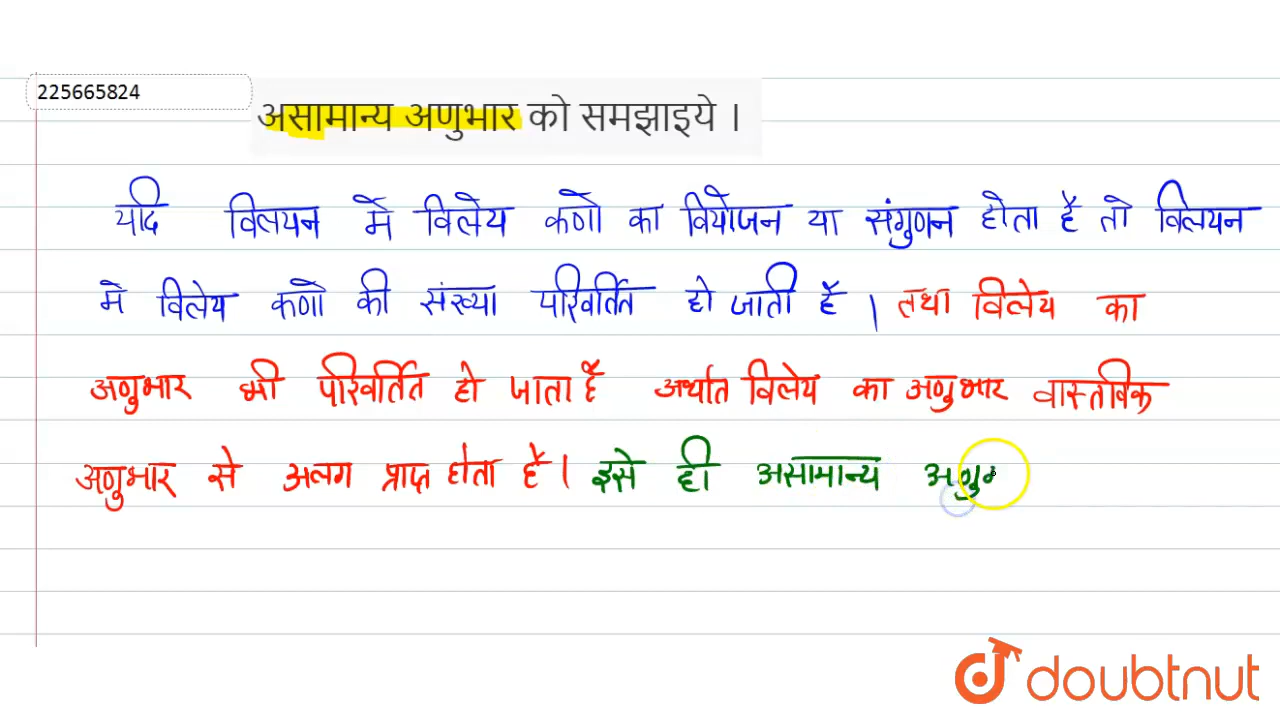 225665824
असामान्य अणुभार को समझाइये ।
यदि विलयन में विलेय कणो का वियोजन या संगुणन होता है तो विलयन
मे विलेय कणो की संख्या परिवर्तित हो जाती है । तथा विलेय का
अणुभार भी परिवर्तित हो जाता है अर्थात विलेय का अणुभार वास्तविक
अणुभार से अलग प्राप्त होता है । इसे ही असामान्य
doubtnut